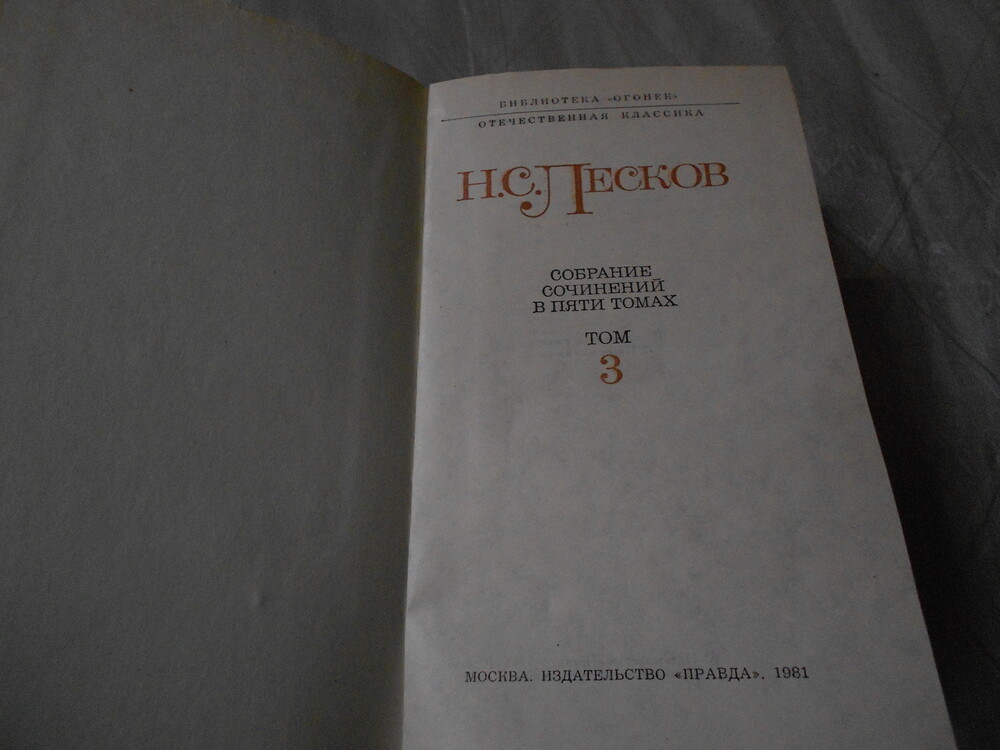 БИБЛИОТЕКА «ОГОНЕК»
ОТЕЧЕСТВЕННАЯ КЛАССИКА
Н.С.ЛЕСКОВ
СОБРАНИЕ
СОЧИНЕНИЙ
В ПЯТИ ТОМАХ
ТОМ
3
МОСКВА. ИЗДАТЕЛЬСТВО «ПРАВДА», 1981